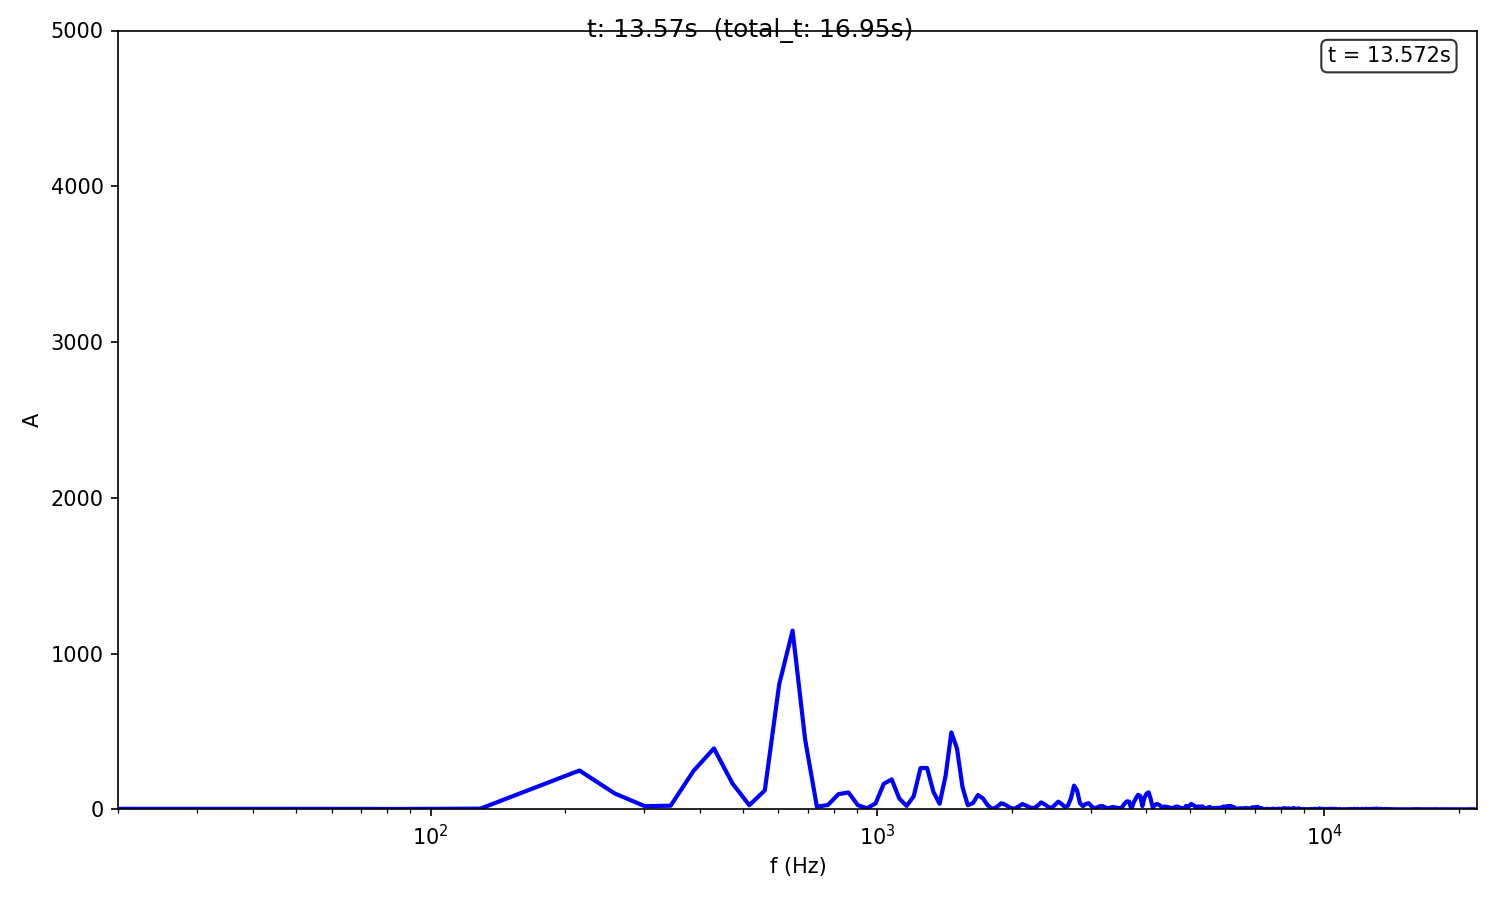 t: 13.57s  (total_t: 16.95s)
t = 13.572s
5000
4000
3000
2000
1000
0
A
10²
10³
10⁴
f (Hz)